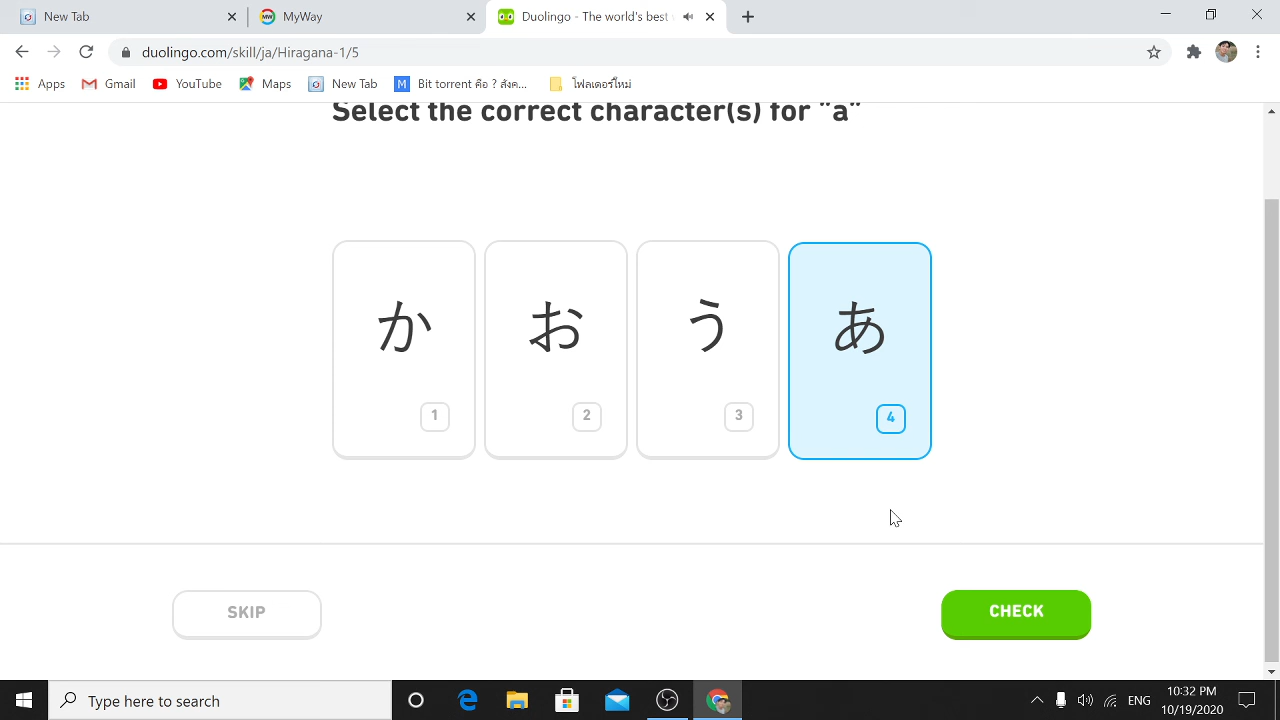 New Tab
MyWay
Duolingo - The world's best
duolingo.com/skill/ja/Hiragana-1/5
Apps
Gmail
YouTube
Maps
New Tab
M
Bit torrent คือ ? สังค...
โฟลเดอร์ใหม่
Select the correct character(s) for "a"
か
お
う
あ
1
2
3
4
SKIP
CHECK
Type here to search
ENG
10:32 PM
10/19/2020